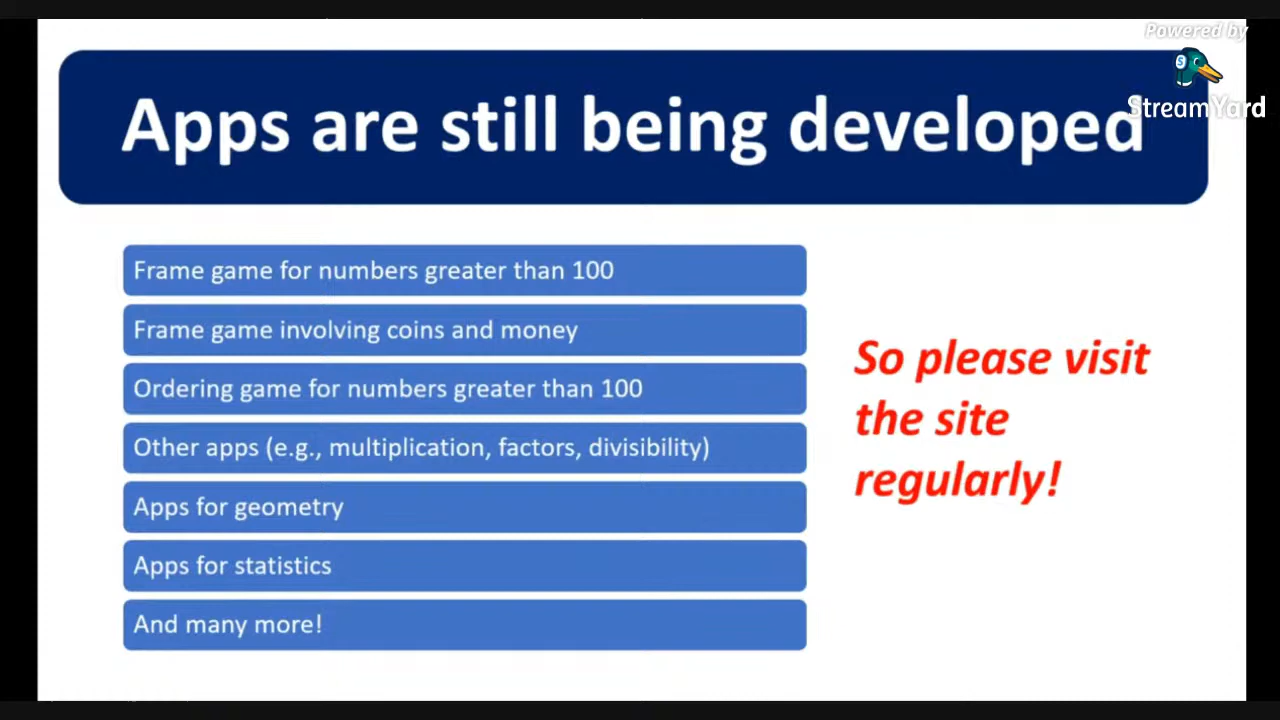 Powered by
StreamYard
Apps are still being developed
Frame game for numbers greater than 100
Frame game involving coins and money
Ordering game for numbers greater than 100
Other apps (e.g., multiplication, factors, divisibility)
Apps for geometry
Apps for statistics
And many more!
So please visit
the site
regularly!